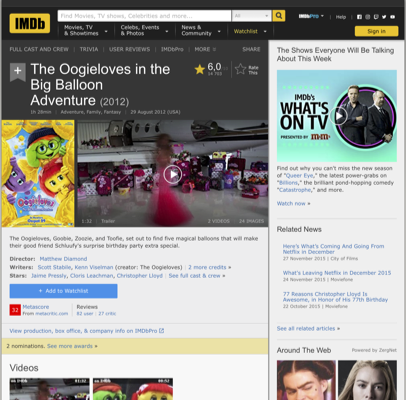 IMDb
Find Movies, TV shows, Celebrities and more...
All
IMDbPro
Help
Movies, TV
& Showtimes
Celebs, Events
& Photos
News &
Community
Watchlist
Sign in
FULL CAST AND CREW | TRIVIA | USER REVIEWS | IMDbPro | MORE
SHARE
The Oogieloves in the
Big Balloon
Adventure (2012)
6,0
Rate
This
1h 28min | Adventure, Family, Fantasy | 29 August 2012 (USA)
Oogieloves
1:32 Trailer
2 VIDEOS
24 IMAGES
The Oogieloves, Goobie, Zoozie, and Toofie, set out to find five magical balloons that will make
their good friend Schluufy's surprise birthday party extra special.
Director: Matthew Diamond
Writers: Scott Stabile, Kenn Viselman (creator: The Oogieloves) | 2 more credits »
Stars: Jaime Pressly, Cloris Leachman, Christopher Lloyd | See full cast & crew »
+ Add to Watchlist
32
Metascore
From metacritic.com
Reviews
82 user | 27 critic
View production, box office, & company info on IMDbPro
2 nominations. See more awards »
Videos
The Shows Everyone Will Be Talking
About This Week
IMDb's
WHAT'S
ON TV
PRESENTED BY m&m's
Find out why you can't miss the new season
of "Queer Eye," the latest power-grabs on
"Billions," the brilliant pond-hopping comedy
"Catastrophe," and more.
Watch now »
Related News
Here's What's Coming And Going From
Netflix in December
27 November 2015 | City of Films
What's Leaving Netflix in December 2015
24 November 2015 | Moviefone
77 Reasons Christopher Lloyd Is
Awesome, in Honor of His 77th Birthday
22 October 2015 | Moviefone
See all related articles »
Around The Web
Powered by ZergNet